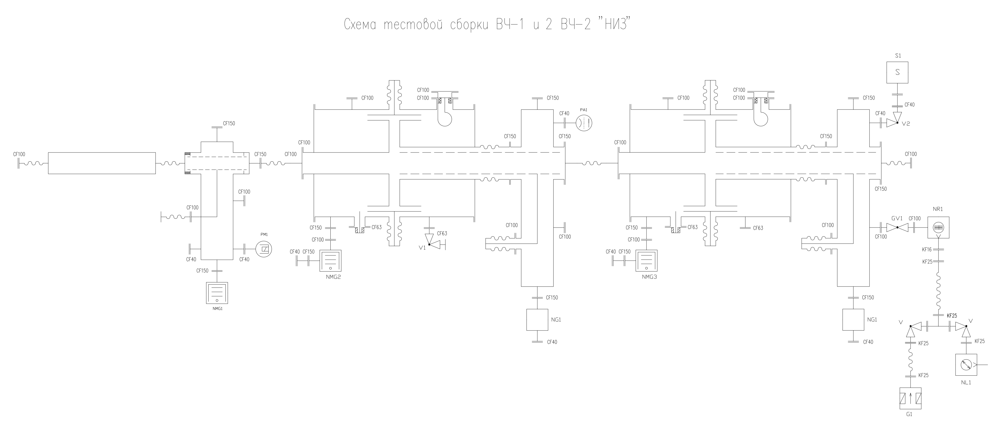 Схема тестовой сборки ВЧ-1 и 2 ВЧ-2 "НИЗ"
S1
S
CF40
CF40
V2
CF100
CF100
CF100
CF150
CF40
PA1
CF150
CF150
CF100
CF100
CF100
CF150
CF150
CF100
CF150
CF100
CF150
CF100
CF100
CF100
CF150
CF100
CF100
CF40
CF40
PM1
CF150
NMG1
CF150
CF100
CF40
CF150
NMG2
CF63
CF63
V1
CF100
CF100
CF150
NG1
CF40
CF150
CF100
CF40
CF150
NMG3
CF63
CF63
CF100
CF100
GV1
CF100
NR1
KF16
KF25
CF150
NG1
CF40
KF25
V
V
KF25
KF25
KF25
NL1
G1